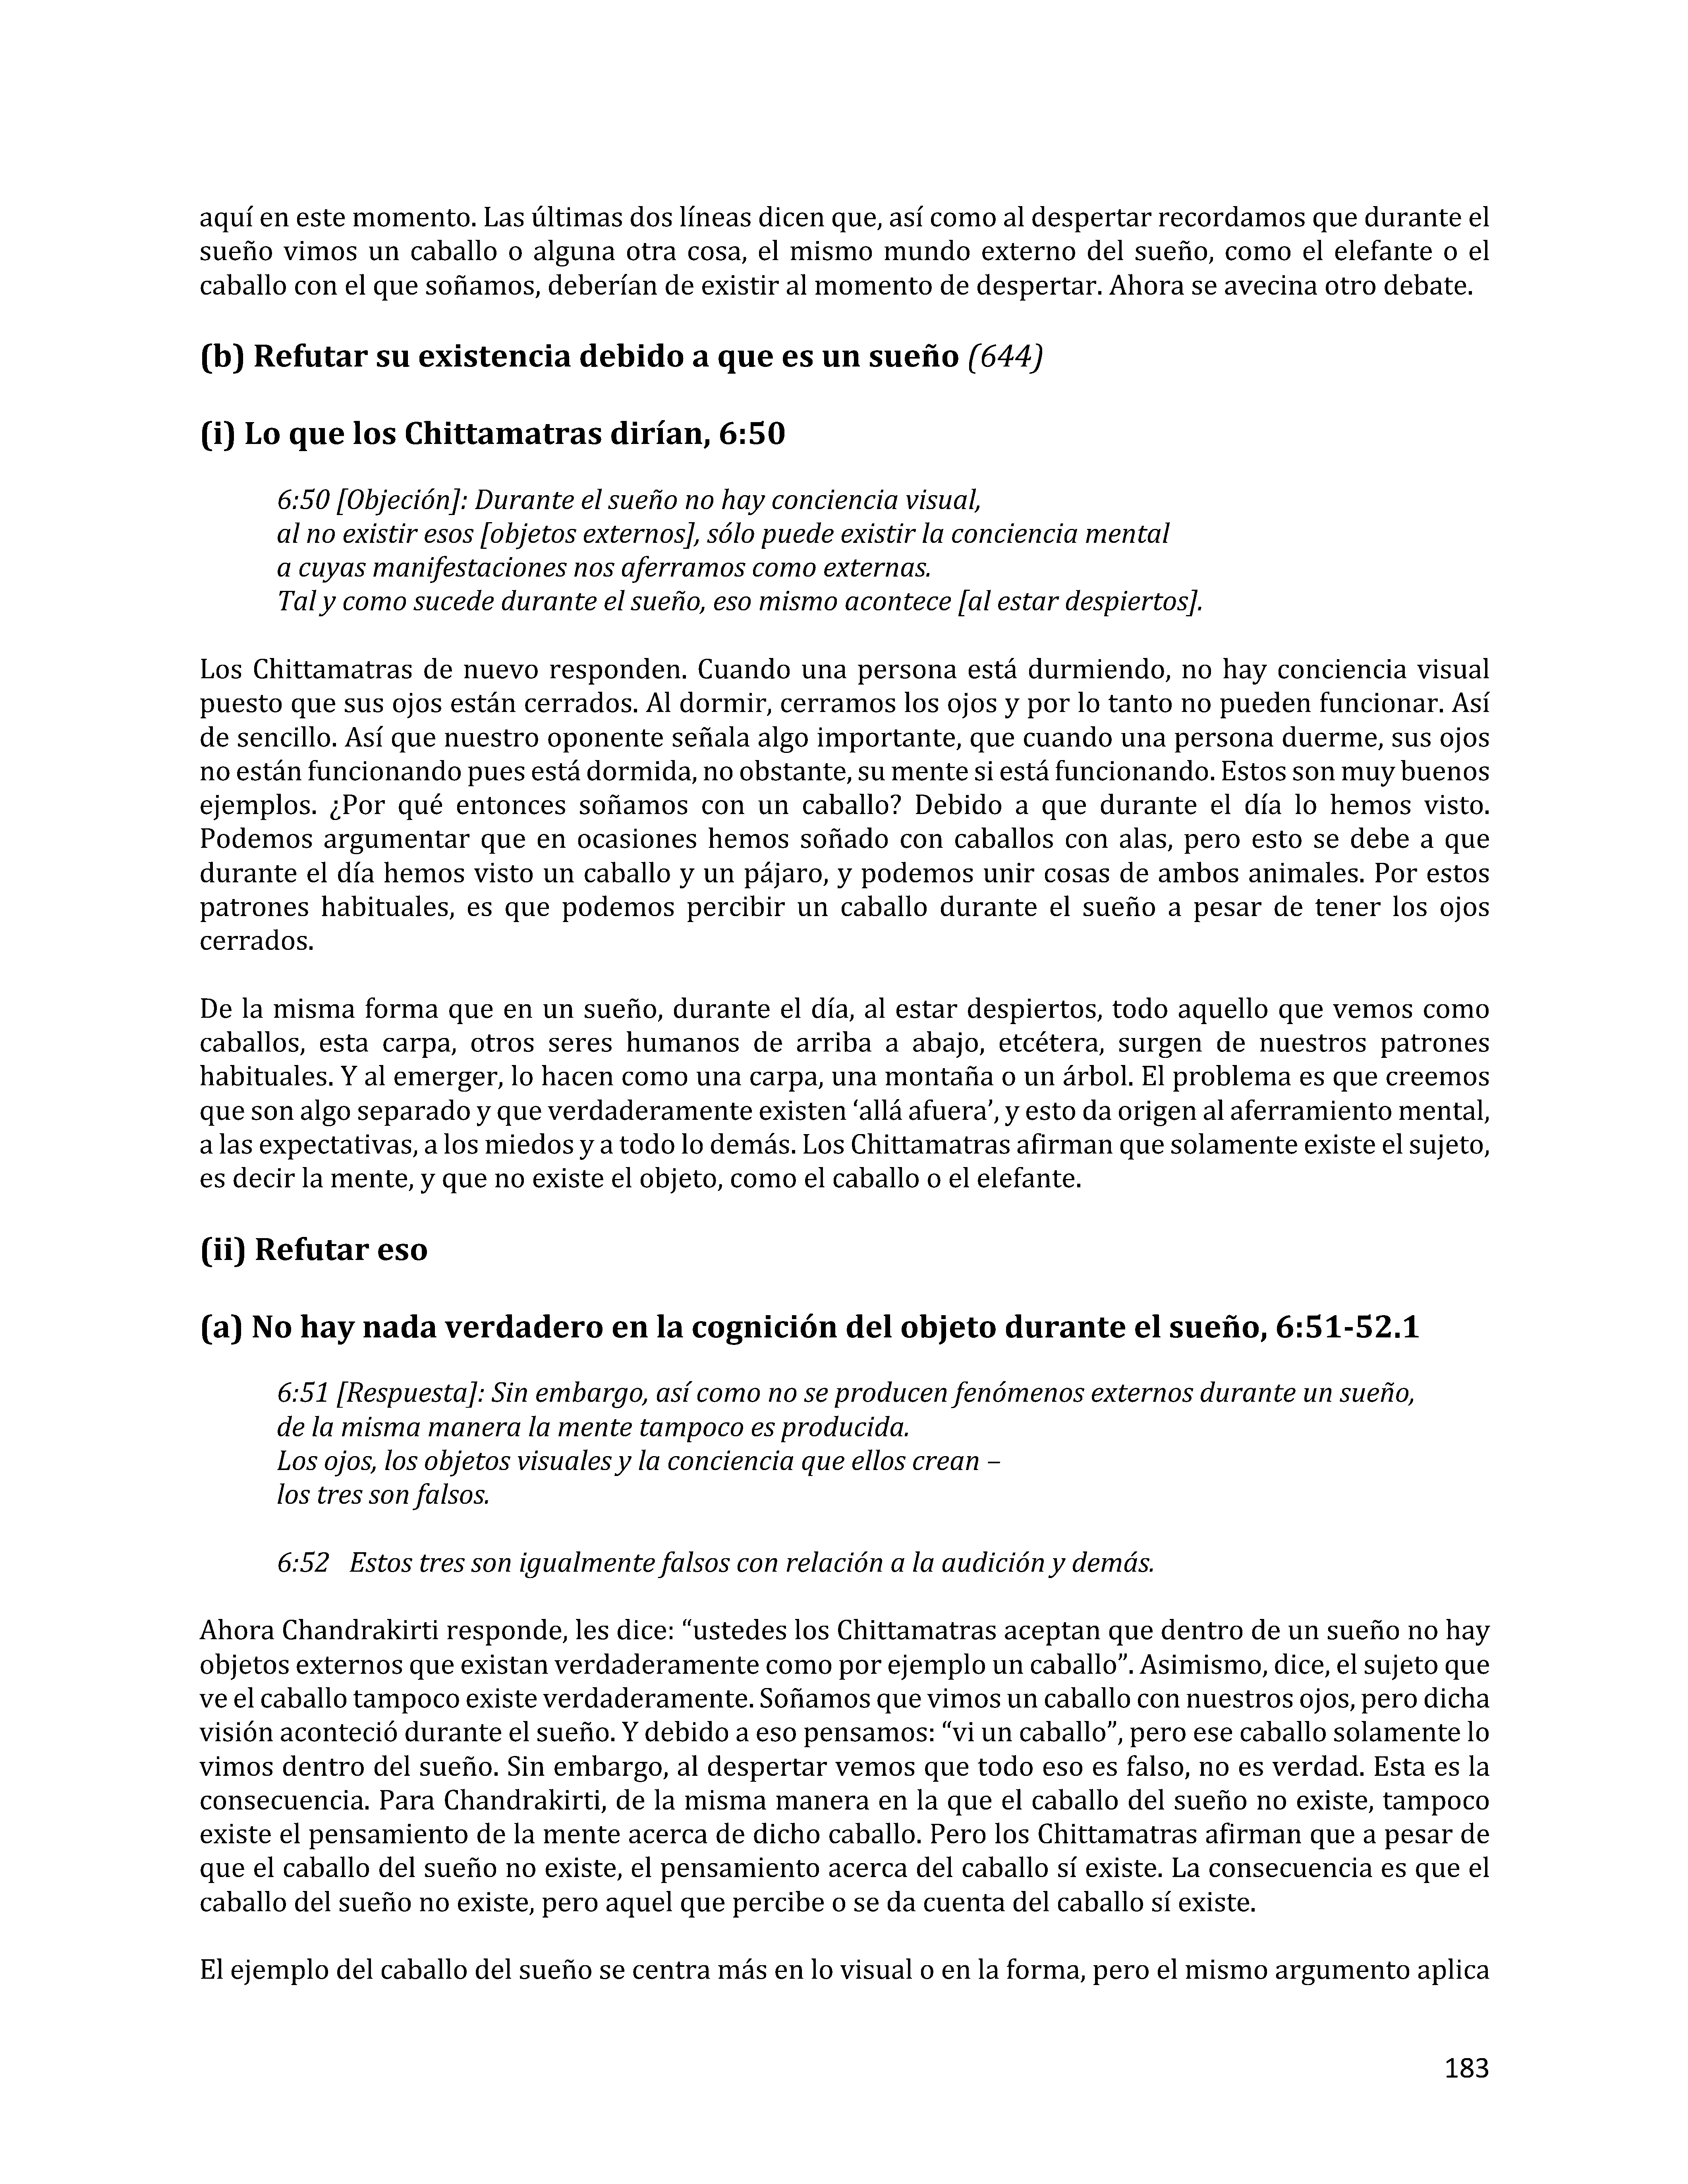 aquí en este momento. Las últimas dos líneas dicen que, así como al despertar recordamos que durante el
sueño vimos un caballo o alguna otra cosa, el mismo mundo externo del sueño, como el elefante o el
caballo con el que soñamos, deberían de existir al momento de despertar. Ahora se avecina otro debate.
(b) Refutar su existencia debido a que es un sueño (644)
(i) Lo que los Chittamatras dirían, 6:50
6:50 [Objeción]: Durante el sueño no hay conciencia visual,
al no existir esos [objetos externos], sólo puede existir la conciencia mental
a cuyas manifestaciones nos aferramos como externas.
Tal y como sucede durante el sueño, eso mismo acontece [al estar despiertos].
Los Chittamatras de nuevo responden. Cuando una persona está durmiendo, no hay conciencia visual
puesto que sus ojos están cerrados. Al dormir, cerramos los ojos y por lo tanto no pueden funcionar. Así
de sencillo. Así que nuestro oponente señala algo importante, que cuando una persona duerme, sus ojos
no están funcionando pues está dormida, no obstante, su mente si está funcionando. Estos son muy buenos
ejemplos. ¿Por qué entonces soñamos con un caballo? Debido a que durante el día lo hemos visto.
Podemos argumentar que en ocasiones hemos soñado con caballos con alas, pero esto se debe a que
durante el día hemos visto un caballo y un pájaro, y podemos unir cosas de ambos animales. Por estos
patrones habituales, es que podemos percibir un caballo durante el sueño a pesar de tener los ojos
cerrados.
De la misma forma que en un sueño, durante el día, al estar despiertos, todo aquello que vemos como
caballos, esta carpa, otros seres humanos de arriba a abajo, etcétera, surgen de nuestros patrones
habituales. Y al emerger, lo hacen como una carpa, una montaña o un árbol. El problema es que creemos
que son algo separado y que verdaderamente existen ‘allá afuera’, y esto da origen al aferramiento mental,
a las expectativas, a los miedos y a todo lo demás. Los Chittamatras afirman que solamente existe el sujeto,
es decir la mente, y que no existe el objeto, como el caballo o el elefante.
(ii) Refutar eso
(a) No hay nada verdadero en la cognición del objeto durante el sueño, 6:51-52.1
6:51 [Respuesta]: Sin embargo, así como no se producen fenómenos externos durante un sueño,
de la misma manera la mente tampoco es producida.
Los ojos, los objetos visuales y la conciencia que ellos crean –
los tres son falsos.
6:52 Estos tres son igualmente falsos con relación a la audición y demás.
Ahora Chandrakirti responde, les dice: “ustedes los Chittamatras aceptan que dentro de un sueño no hay
objetos externos que existan verdaderamente como por ejemplo un caballo”. Asimismo, dice, el sujeto que
ve el caballo tampoco existe verdaderamente. Soñamos que vimos un caballo con nuestros ojos, pero dicha
visión aconteció durante el sueño. Y debido a eso pensamos: “vi un caballo”, pero ese caballo solamente lo
vimos dentro del sueño. Sin embargo, al despertar vemos que todo eso es falso, no es verdad. Esta es la
consecuencia. Para Chandrakirti, de la misma manera en la que el caballo del sueño no existe, tampoco
existe el pensamiento de la mente acerca de dicho caballo. Pero los Chittamatras afirman que a pesar de
que el caballo del sueño no existe, el pensamiento acerca del caballo sí existe. La consecuencia es que el
caballo del sueño no existe, pero aquel que percibe o se da cuenta del caballo sí existe.
El ejemplo del caballo del sueño se centra más en lo visual o en la forma, pero el mismo argumento aplica
183